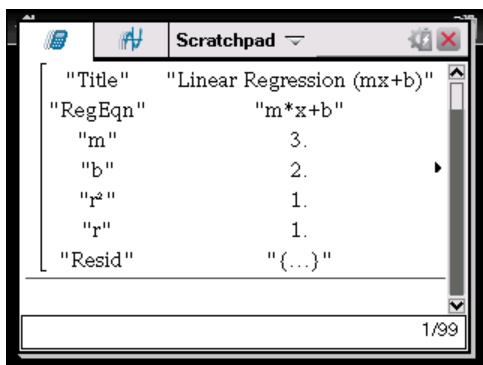 Scratchpad
"Title" "Linear Regression (mx+b)"
"RegEqn" "m*x+b"
"m" 3.
"b" 2.
"r²" 1.
"r" 1.
"Resid" "{...}"
1/99